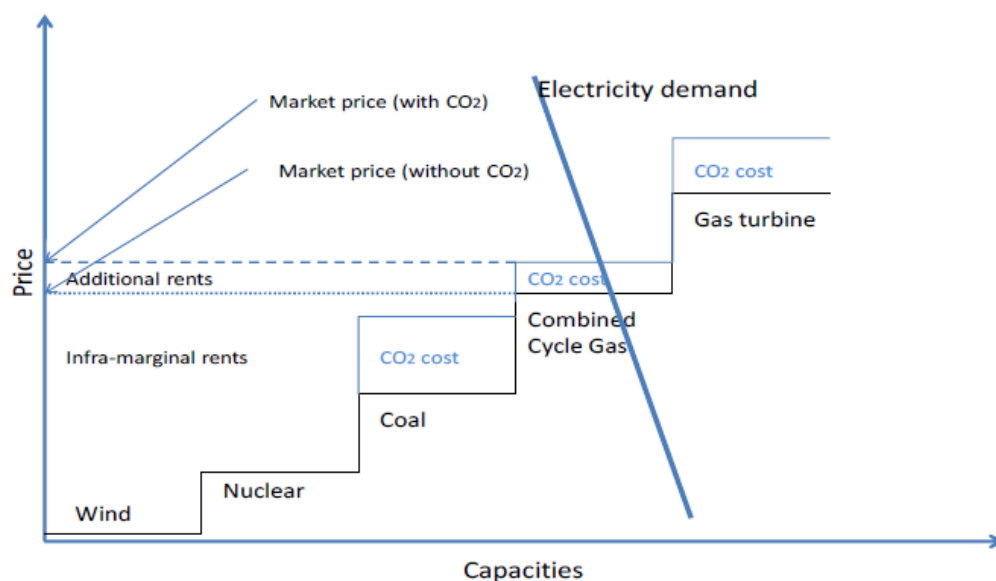 Electricity demand
Market price (with CO2)
Market price (without CO2)
CO2 cost
Gas turbine
Price
Additional rents
CO2 cost
Combined
Cycle Gas
Infra-marginal rents
CO2 cost
Coal
Nuclear
Wind
Capacities